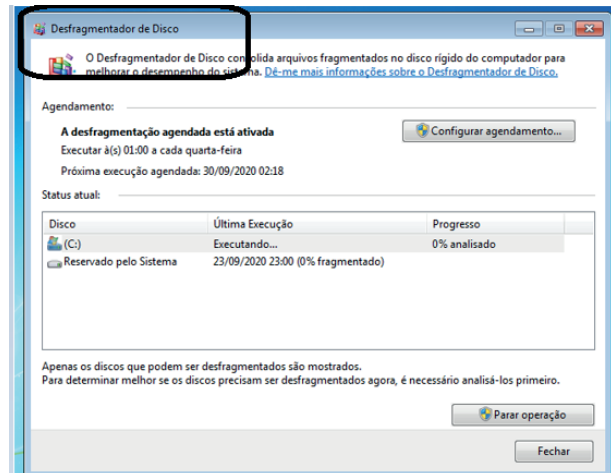 Desfragmentador de Disco
O Desfragmentador de Disco consolida arquivos fragmentados no disco rígido do computador para
melhorar o desempenho do sistema. Dê-me mais informações sobre o Desfragmentador de Disco.
Agendamento:
A desfragmentação agendada está ativada
Configurar agendamento...
Executar à(s) 01:00 a cada quarta-feira
Próxima execução agendada: 30/09/2020 02:18
Status atual:
Disco Última Execução Progresso
(C:) Executando... 0% analisado
Reservado pelo Sistema 23/09/2020 23:00 (0% fragmentado)
Apenas os discos que podem ser desfragmentados são mostrados.
Para determinar melhor se os discos precisam ser desfragmentados agora, é necessário analisá-los primeiro.
Parar operação
Fechar